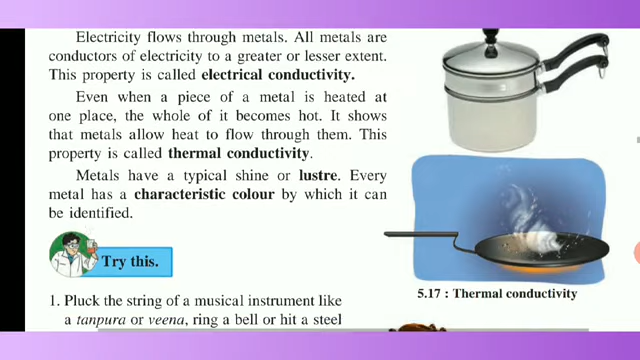 Electricity flows through metals. All metals are
conductors of electricity to a greater or lesser extent.
This property is called electrical conductivity.
Even when a piece of a metal is heated at
one place, the whole of it becomes hot. It shows
that metals allow heat to flow through them. This
property is called thermal conductivity.
Metals have a typical shine or lustre. Every
metal has a characteristic colour by which it can
be identified.
Try this.
1. Pluck the string of a musical instrument like
a tanpura or veena, ring a bell or hit a steel
5.17 : Thermal conductivity